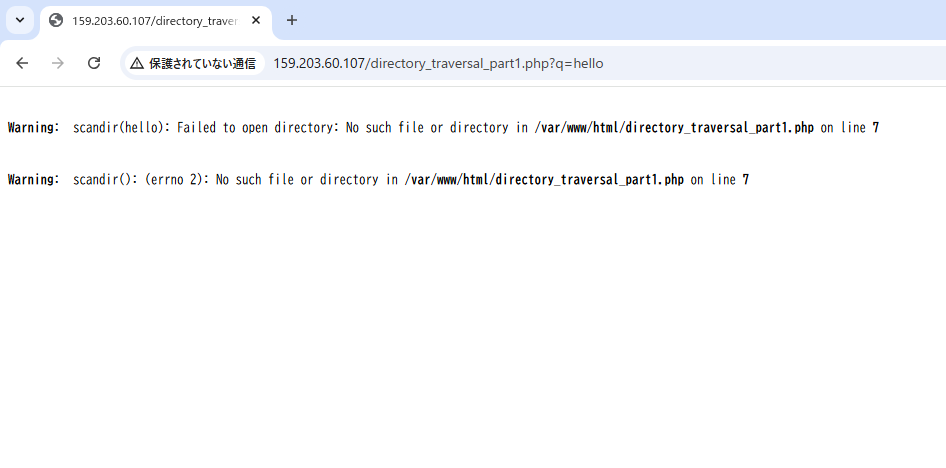 159.203.60.107/directory_traver
保護されていない通信 159.203.60.107/directory_traversal_part1.php?q=hello
Warning: scandir(hello): Failed to open directory: No such file or directory in /var/www/html/directory_traversal_part1.php on line 7
Warning: scandir(): (errno 2): No such file or directory in /var/www/html/directory_traversal_part1.php on line 7